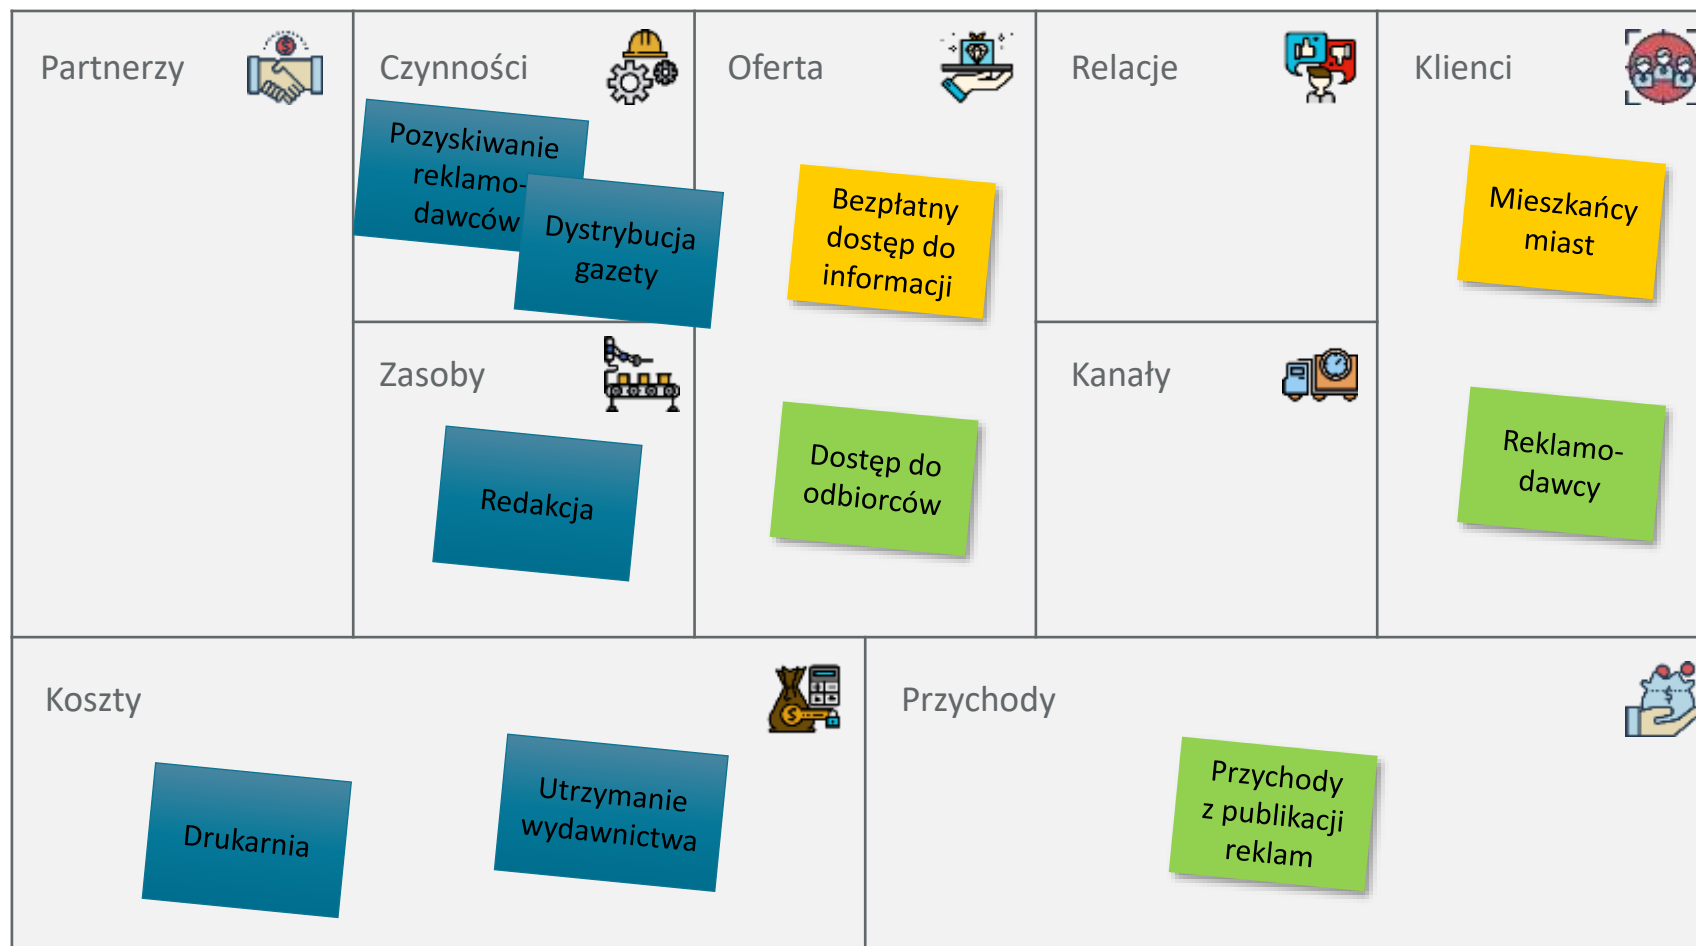 Partnerzy
Czynności
Pozyskiwanie
reklamo-
dawców
Dystrybucja
gazety
Zasoby
Redakcja
Oferta
Bezpłatny
dostęp do
informacji
Dostęp do
odbiorców
Relacje
Kanały
Klienci
Mieszkańcy
miast
Reklamo-
dawcy
Koszty
Drukarnia
Utrzymanie
wydawnictwa
Przychody
Przychody
z publikacji
reklam